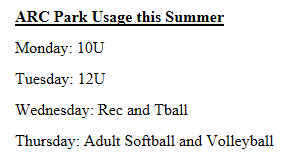 ARC Park Usage this Summer
Monday: 10U
Tuesday: 12U
Wednesday: Rec and Tball
Thursday: Adult Softball and Volleyball